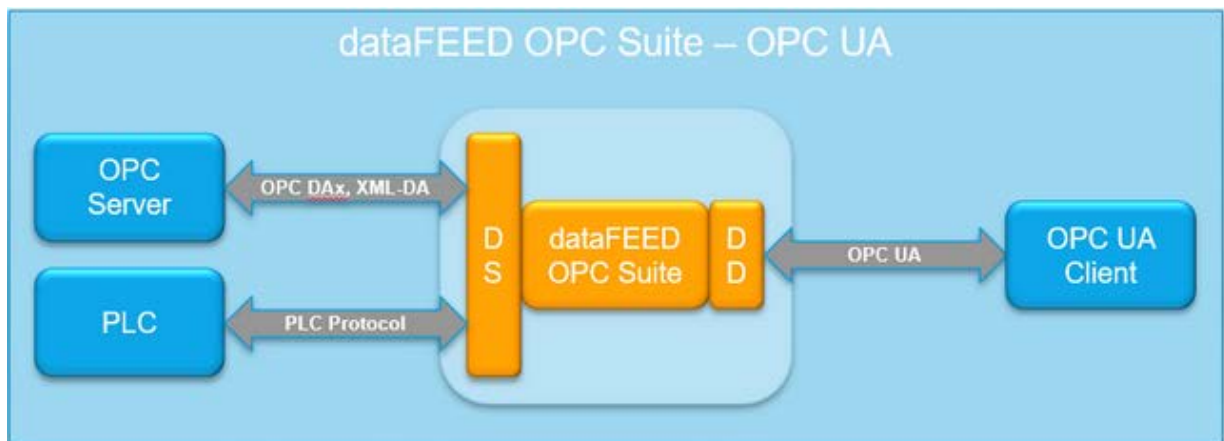 dataFEED OPC Suite – OPC UA
OPC
Server
OPC DAx, XML-DA
PLC
PLC Protocol
D
S
dataFEED
OPC Suite
D
D
OPC UA
OPC UA
Client